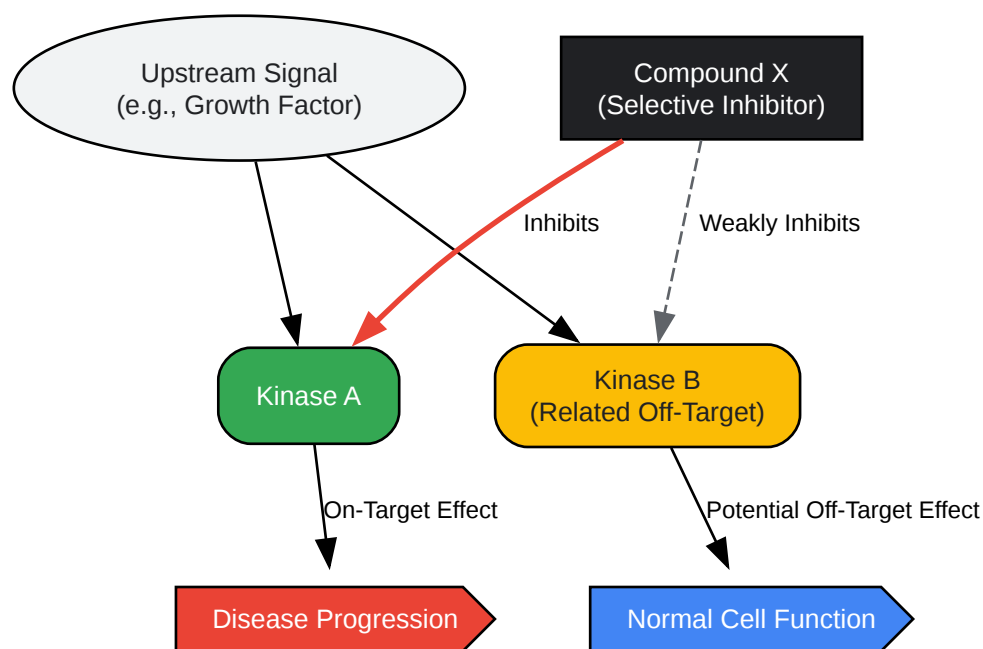 Upstream Signal
(e.g., Growth Factor)
Compound X
(Selective Inhibitor)
Inhibits
Weakly Inhibits
Kinase A
Kinase B
(Related Off-Target)
On-Target Effect
Potential Off-Target Effect
Disease Progression
Normal Cell Function